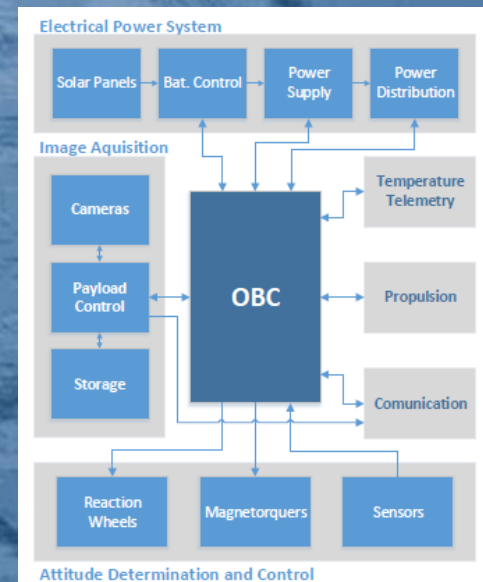 Electrical Power System
Solar Panels
Bat. Control
Power
Supply
Power
Distribution
Image Aquisition
Cameras
Payload
Control
Storage
OBC
Temperature
Telemetry
Propulsion
Comunication
Reaction
Wheels
Magnetorquers
Sensors
Attitude Determination and Control